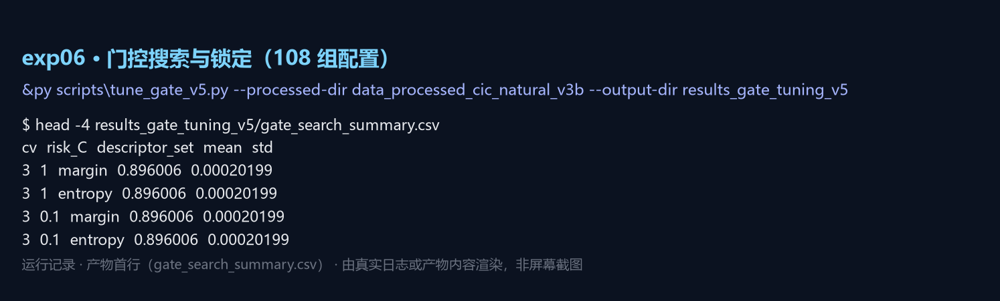 exp06 • 门控搜索与锁定（108 组配置）
&py scripts\tune_gate_v5.py --processed-dir data_processed_cic_natural_v3b --output-dir results_gate_tuning_v5
$ head -4 results_gate_tuning_v5/gate_search_summary.csv
cv risk_C descriptor_set mean std
3 1 margin 0.896006 0.00020199
3 1 entropy 0.896006 0.00020199
3 0.1 margin 0.896006 0.00020199
3 0.1 entropy 0.896006 0.00020199
运行记录 · 产物首行（gate_search_summary.csv） · 由真实日志或产物内容渲染，非屏幕截图